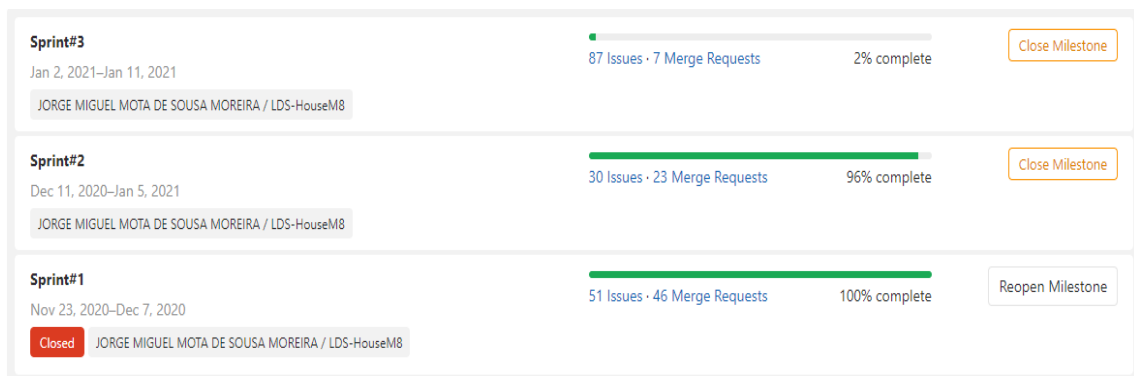 Sprint#3
Jan 2, 2021–Jan 11, 2021
JORGE MIGUEL MOTA DE SOUSA MOREIRA / LDS-HouseM8
87 Issues · 7 Merge Requests 2% complete
Close Milestone
Sprint#2
Dec 11, 2020–Jan 5, 2021
JORGE MIGUEL MOTA DE SOUSA MOREIRA / LDS-HouseM8
30 Issues · 23 Merge Requests 96% complete
Close Milestone
Sprint#1
Nov 23, 2020–Dec 7, 2020
Closed JORGE MIGUEL MOTA DE SOUSA MOREIRA / LDS-HouseM8
51 Issues · 46 Merge Requests 100% complete
Reopen Milestone